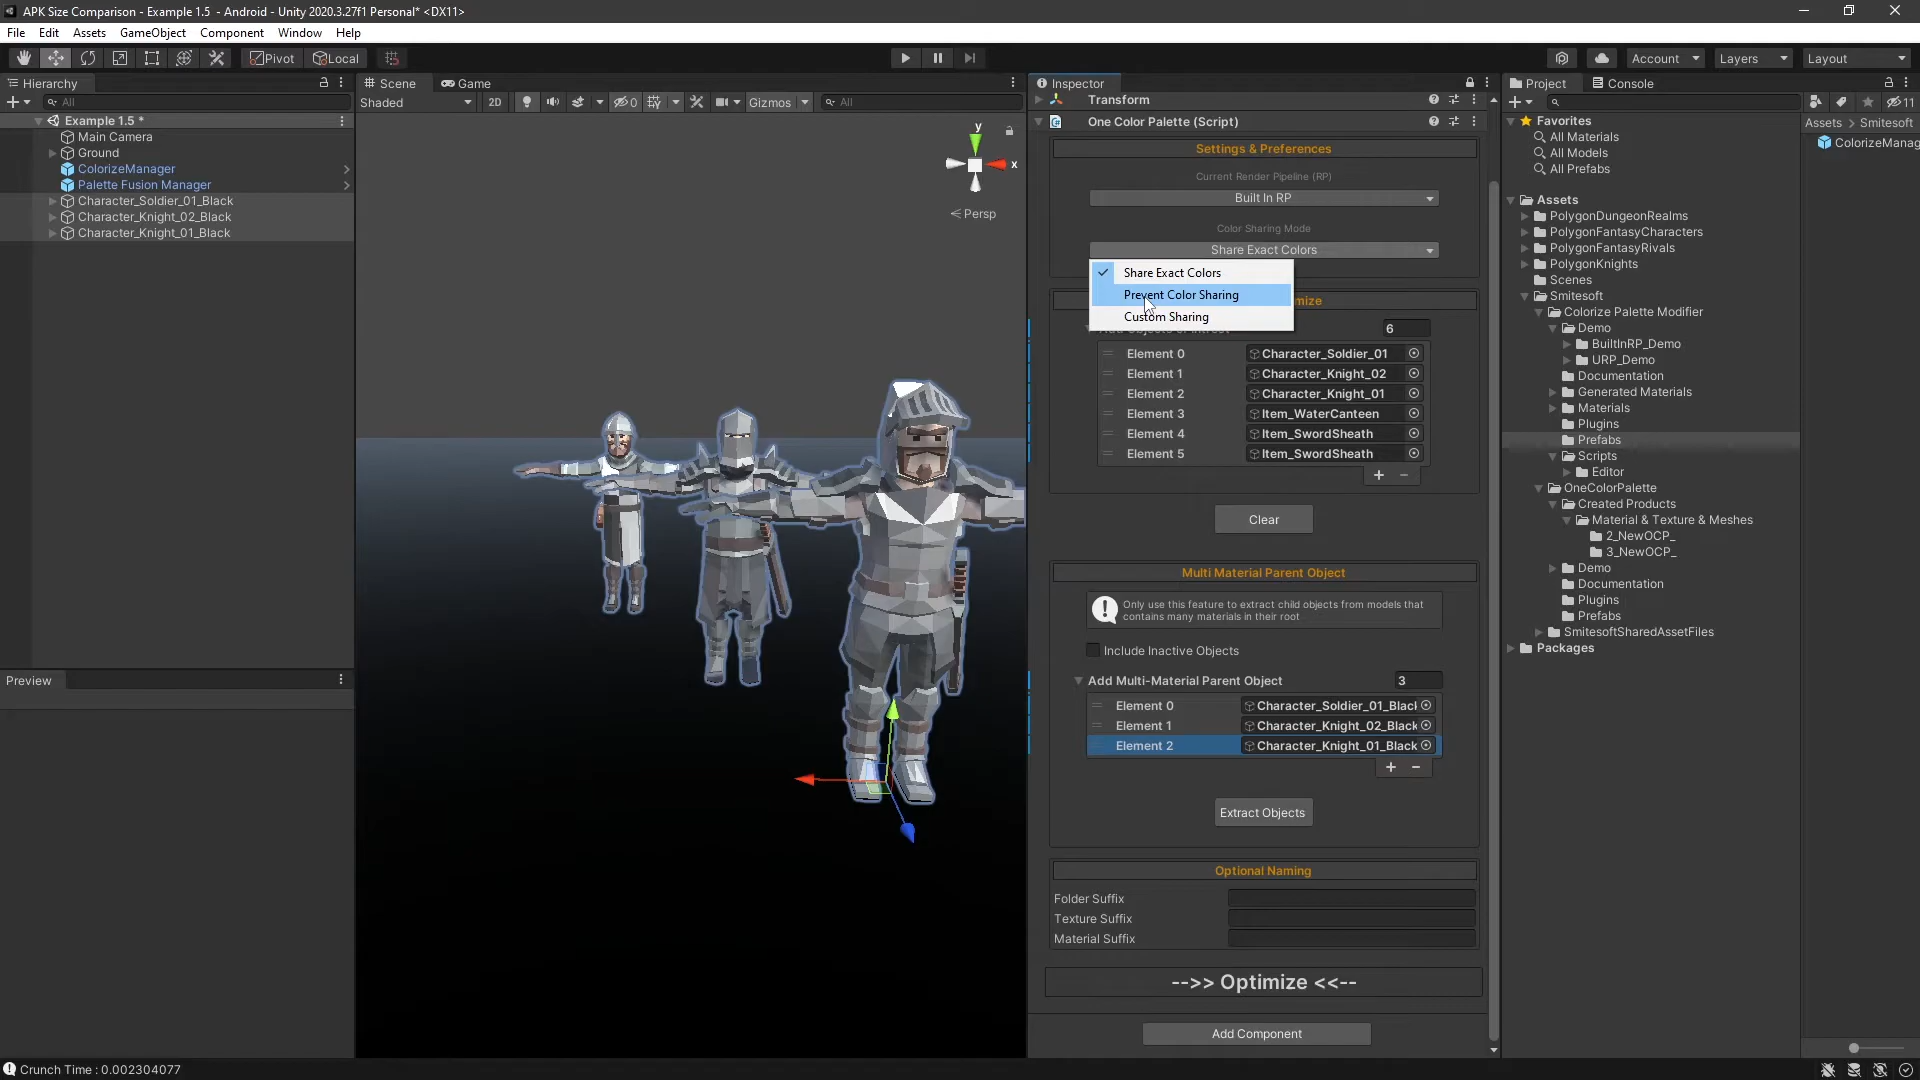 APK Size Comparison - Example 1.5 - Android - Unity 2020.3.27f1 Personal* <DX11>
File Edit Assets GameObject Component Window Help
Pivot Local Account Layers Layout
Hierarchy
All
Example 1.5 *
Main Camera
Ground
ColorizeManager
Palette Fusion Manager
Character_Soldier_01_Black
Character_Knight_02_Black
Character_Knight_01_Black
Preview
Scene Game
Shaded 2D 0 Gizmos All
y
x
Persp
Inspector
Transform
One Color Palette (Script)
Settings & Preferences
Current Render Pipeline (RP)
Built In RP
Color Sharing Mode
Share Exact Colors
Share Exact Colors
Prevent Color Sharing
Custom Sharing
6
Element 0 Character_Soldier_01
Element 1 Character_Knight_02
Element 2 Character_Knight_01
Element 3 Item_WaterCanteen
Element 4 Item_SwordSheath
Element 5 Item_SwordSheath
Clear
Multi Material Parent Object
Only use this feature to extract child objects from models that
contains many materials in their root
Include Inactive Objects
Add Multi-Material Parent Object 3
Element 0 Character_Soldier_01_Black
Element 1 Character_Knight_02_Black
Element 2 Character_Knight_01_Black
Extract Objects
Optional Naming
Folder Suffix
Texture Suffix
Material Suffix
-->> Optimize <<--
Add Component
Project Console
11
Favorites
All Materials
All Models
All Prefabs
Assets
PolygonDungeonRealms
PolygonFantasyCharacters
PolygonFantasyRivals
PolygonKnights
Scenes
Smitesoft
Colorize Palette Modifier
Demo
BuiltInRP_Demo
URP_Demo
Documentation
Generated Materials
Materials
Plugins
Prefabs
Scripts
Editor
OneColorPalette
Created Products
Material & Texture & Meshes
2_NewOCP_
3_NewOCP_
Demo
Documentation
Plugins
Prefabs
SmitesoftSharedAssetFiles
Packages
Assets > Smitesoft
ColorizeManag
Crunch Time : 0.002304077